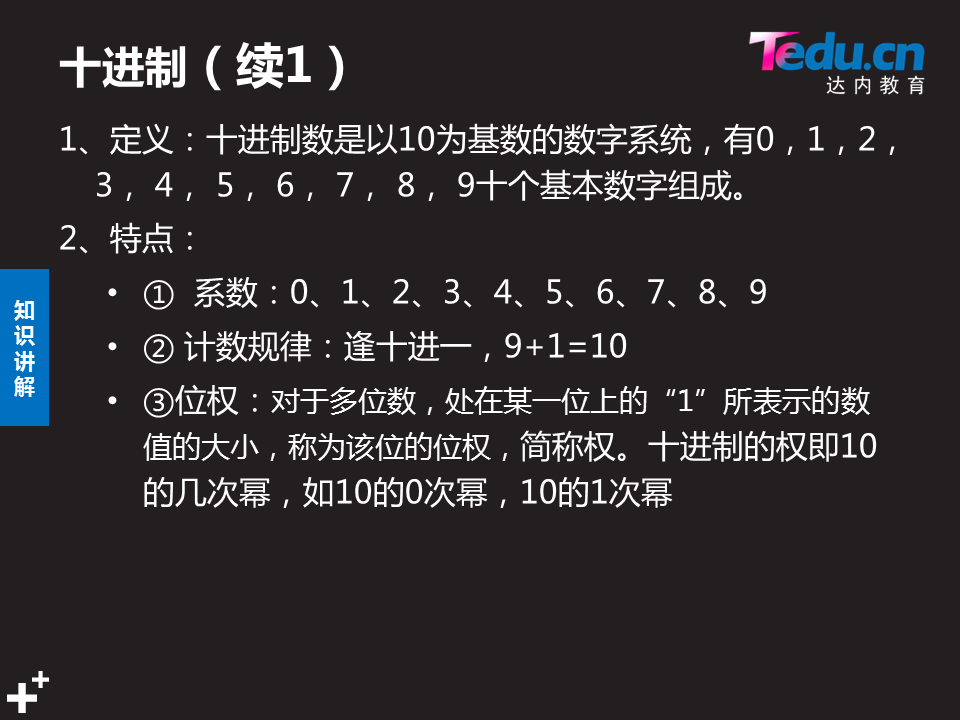 十进制（续1）
Tedu.cn
达内教育
1、定义：十进制数是以10为基数的数字系统，有0，1，2，
3， 4， 5， 6， 7， 8， 9十个基本数字组成。
2、特点：
• ① 系数：0、1、2、3、4、5、6、7、8、9
• ② 计数规律：逢十进一，9+1=10
• ③位权：对于多位数，处在某一位上的“1”所表示的数
值的大小，称为该位的位权，简称权。十进制的权即10
的几次幂，如10的0次幂，10的1次幂
知识讲解